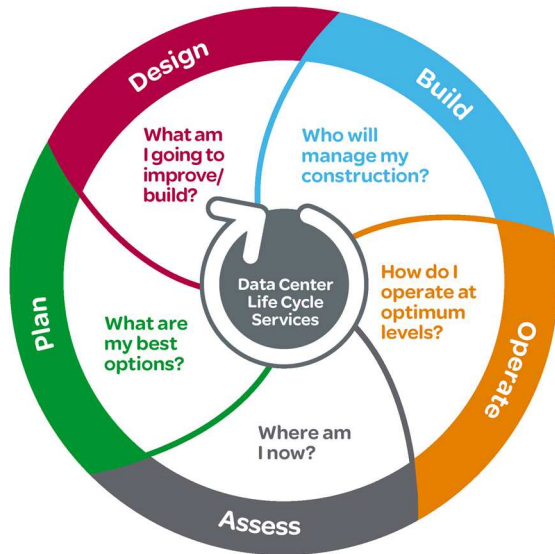 Design
Build
What am
I going to
improve/
build?
Who will
manage my
construction?
Data Center
Life Cycle
Services
How do I
operate at
optimum
levels?
Operate
What are
my best
options?
Plan
Where am
I now?
Assess